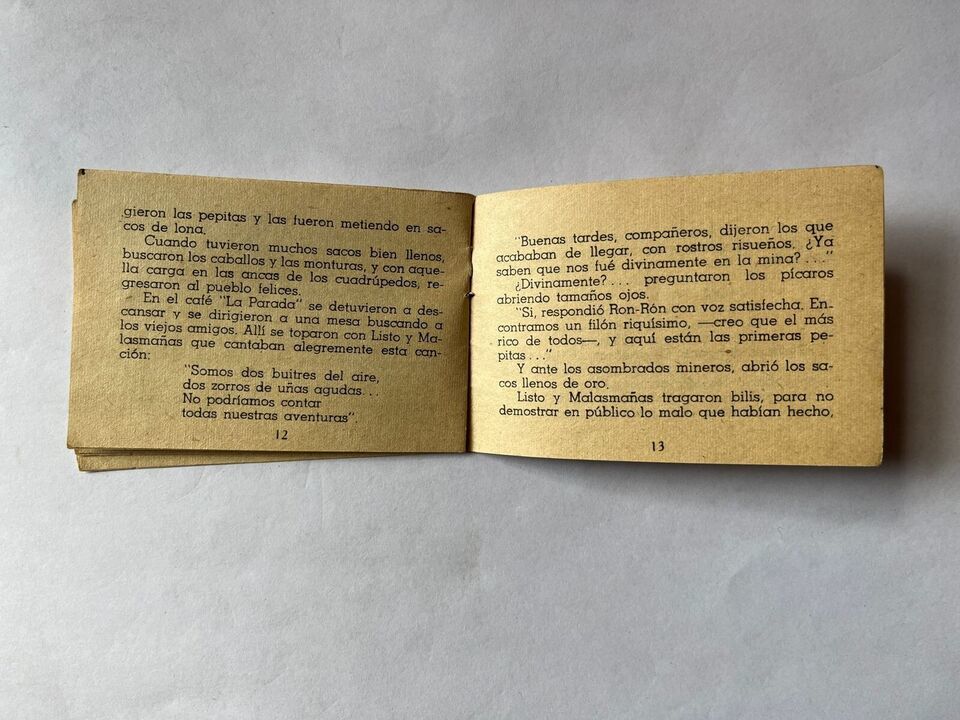 gieron las pepitas y las fueron metiendo en sa-
cos de lona.
Cuando tuvieron muchos sacos bien llenos,
buscaron los caballos y las monturas, y con aque-
lla carga en las ancas de los cuadrúpedos, re-
gresaron al pueblo felices.
En el café "La Parada" se detuvieron a des-
cansar y se dirigieron a una mesa buscando a
los viejos amigos. Allí se toparon con Listo y Ma-
lasmañas que cantaban alegremente esta can-
ción:
"Somos dos buitres del aire,
dos zorros de uñas agudas...
No podríamos contar
todas nuestras aventuras".
12
"Buenas tardes, compañeros, dijeron los que
acababan de llegar, con rostros risueños. ¿Ya
saben que nos fué divinamente en la mina?..."
¿Divinamente?... preguntaron los pícaros
abriendo tamaños ojos.
"Si, respondió Ron-Rón con voz satisfecha. En-
contramos un filón riquísimo, —creo que el más
rico de todos—, y aquí están las primeras pe-
pitas..."
Y ante los asombrados mineros, abrió los sa-
cos llenos de oro.
Listo y Malasmañas tragaron bilis, para no
demostrar en público lo malo que habían hecho,
13